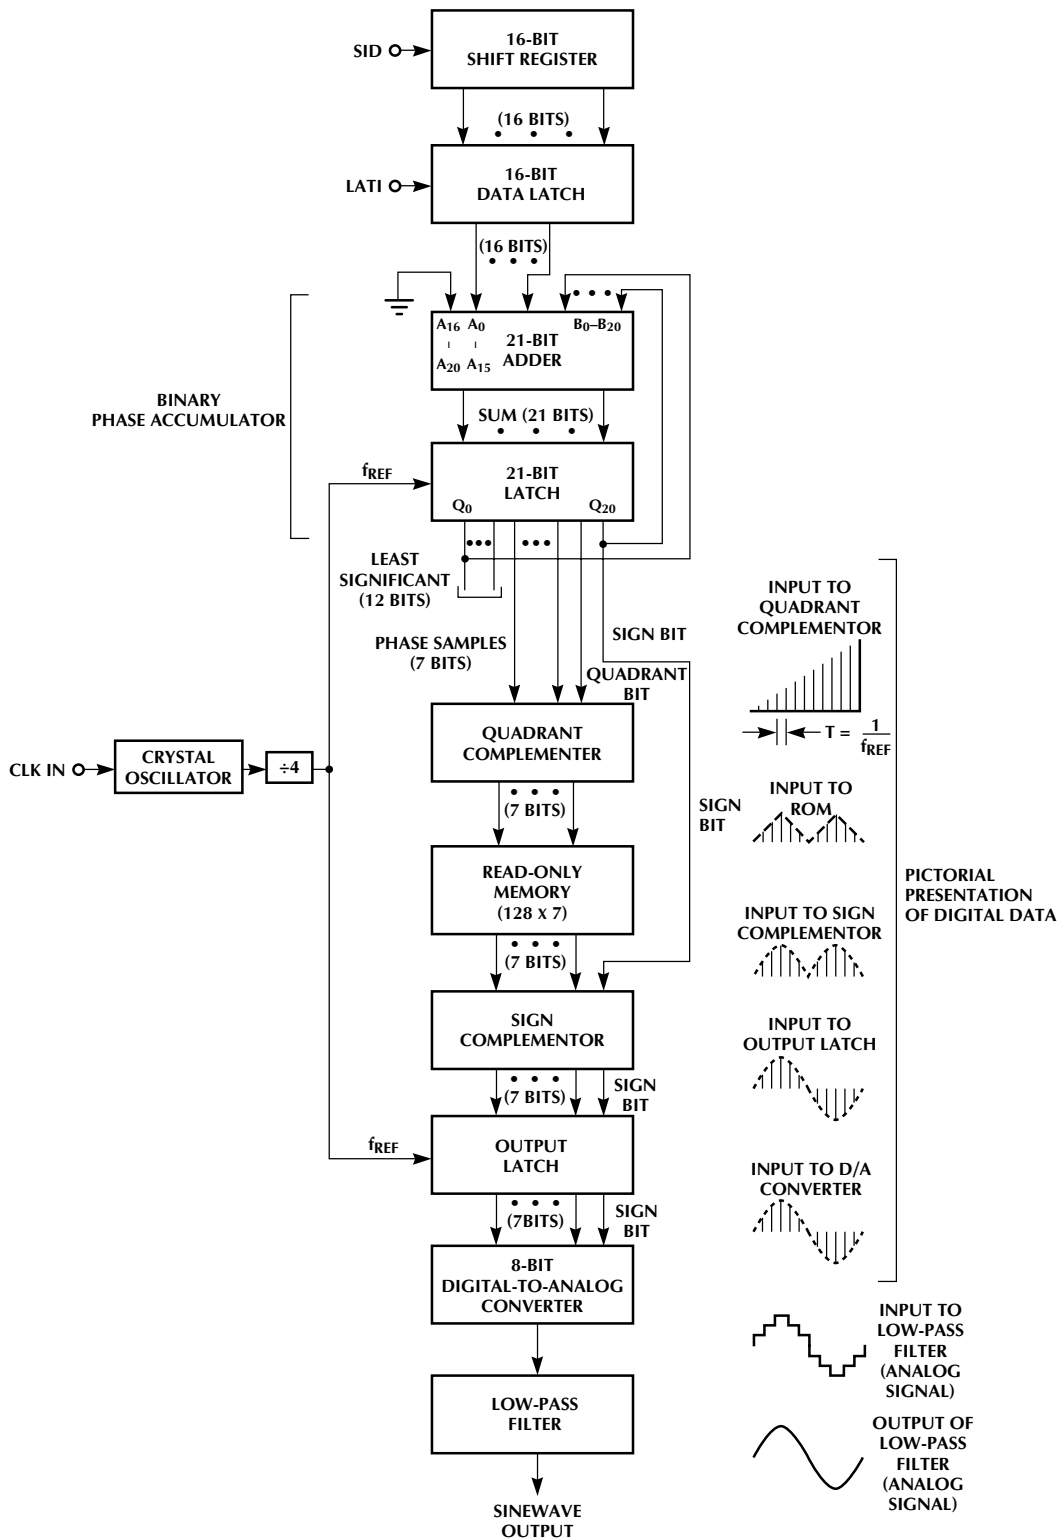 16-BIT
SHIFT REGISTER
SID
(16 BITS)
16-BIT
DATA LATCH
LATI
(16 BITS)
A16 A0
B0–B20
21-BIT
ADDER
A20 A15
BINARY
PHASE ACCUMULATOR
SUM (21 BITS)
21-BIT
LATCH
fREF
Q0
Q20
LEAST
SIGNIFICANT
(12 BITS)
PHASE SAMPLES
(7 BITS)
SIGN BIT
QUADRANT
BIT
QUADRANT
COMPLEMENTER
CLK IN
CRYSTAL
OSCILLATOR
÷4
(7 BITS)
SIGN
BIT
READ-ONLY
MEMORY
(128 x 7)
(7 BITS)
SIGN
COMPLEMENTOR
(7 BITS)
SIGN
BIT
fREF
OUTPUT
LATCH
(7BITS)
SIGN
BIT
8-BIT
DIGITAL-TO-ANALOG
CONVERTER
LOW-PASS
FILTER
SINEWAVE
OUTPUT
INPUT TO
QUADRANT
COMPLEMENTOR
T = 1
fREF
INPUT TO
ROM
PICTORIAL
PRESENTATION
OF DIGITAL DATA
INPUT TO SIGN
COMPLEMENTOR
INPUT TO
OUTPUT LATCH
INPUT TO D/A
CONVERTER
INPUT TO
LOW-PASS
FILTER
(ANALOG
SIGNAL)
OUTPUT OF
LOW-PASS
FILTER
(ANALOG
SIGNAL)